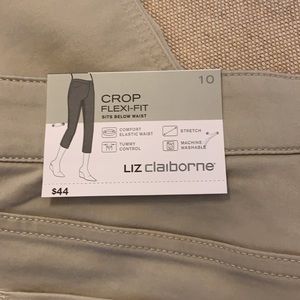 10
CROP
FLEXI-FIT
SITS BELOW WAIST
COMFORT
ELASTIC WAIST
STRETCH
TUMMY
CONTROL
MACHINE
WASHABLE
LIZ claiborne
$44